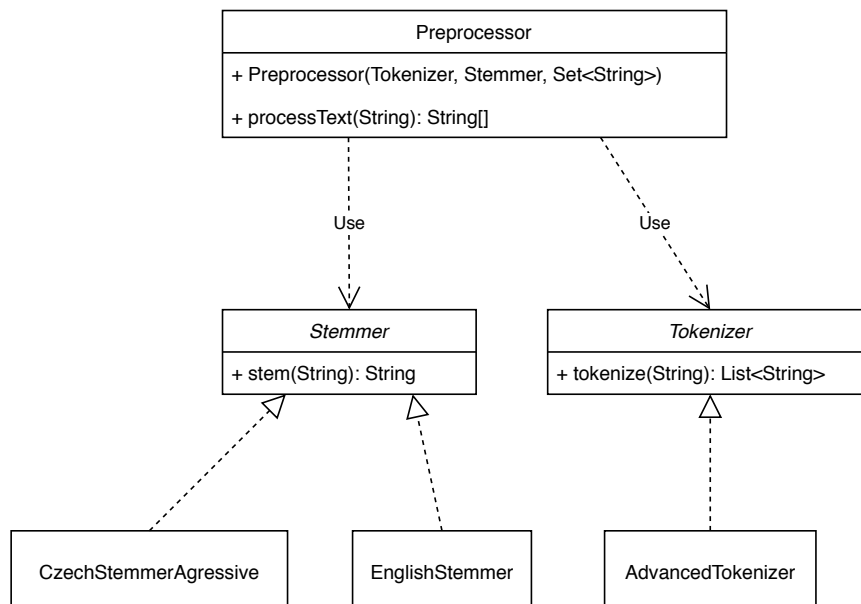 Preprocessor
+ Preprocessor(Tokenizer, Stemmer, Set<String>)
+ processText(String): String[]
Use
Use
Stemmer
Tokenizer
+ stem(String): String
+ tokenize(String): List<String>
CzechStemmerAgressive
EnglishStemmer
AdvancedTokenizer